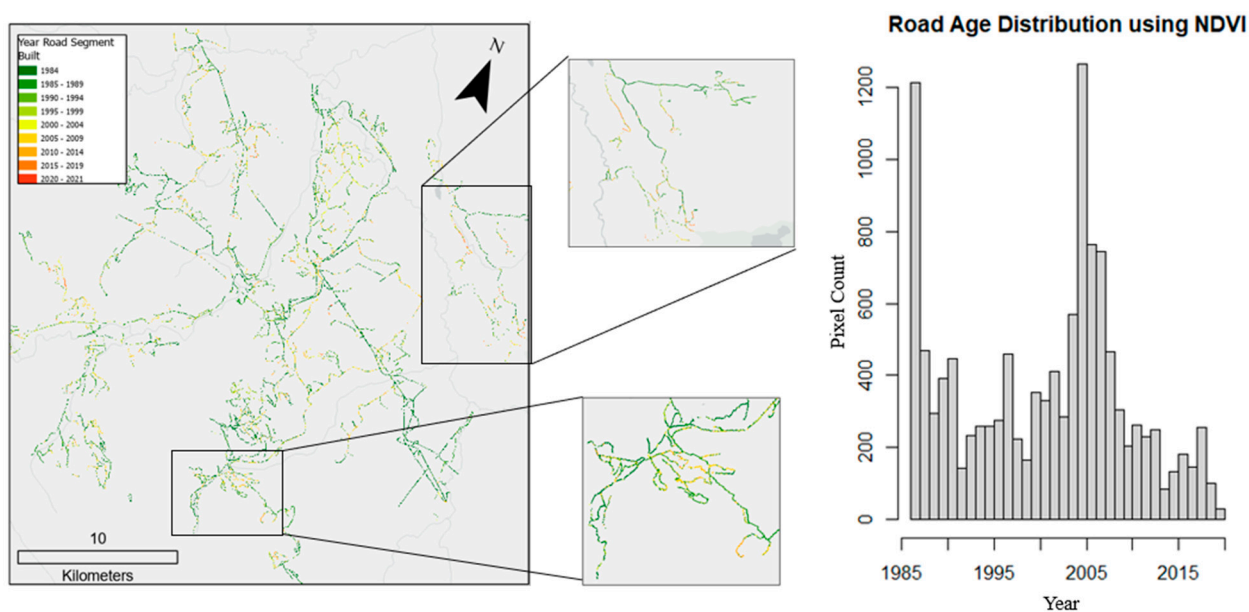 Year Road Segment
Built
1984
1985 - 1989
1990 - 1994
1995 - 1999
2000 - 2004
2005 - 2009
2010 - 2014
2015 - 2019
2020 - 2021
N
10
Kilometers
Road Age Distribution using NDVI
Pixel Count
1200
1000
800
600
400
200
0
1985
1995
2005
2015
Year